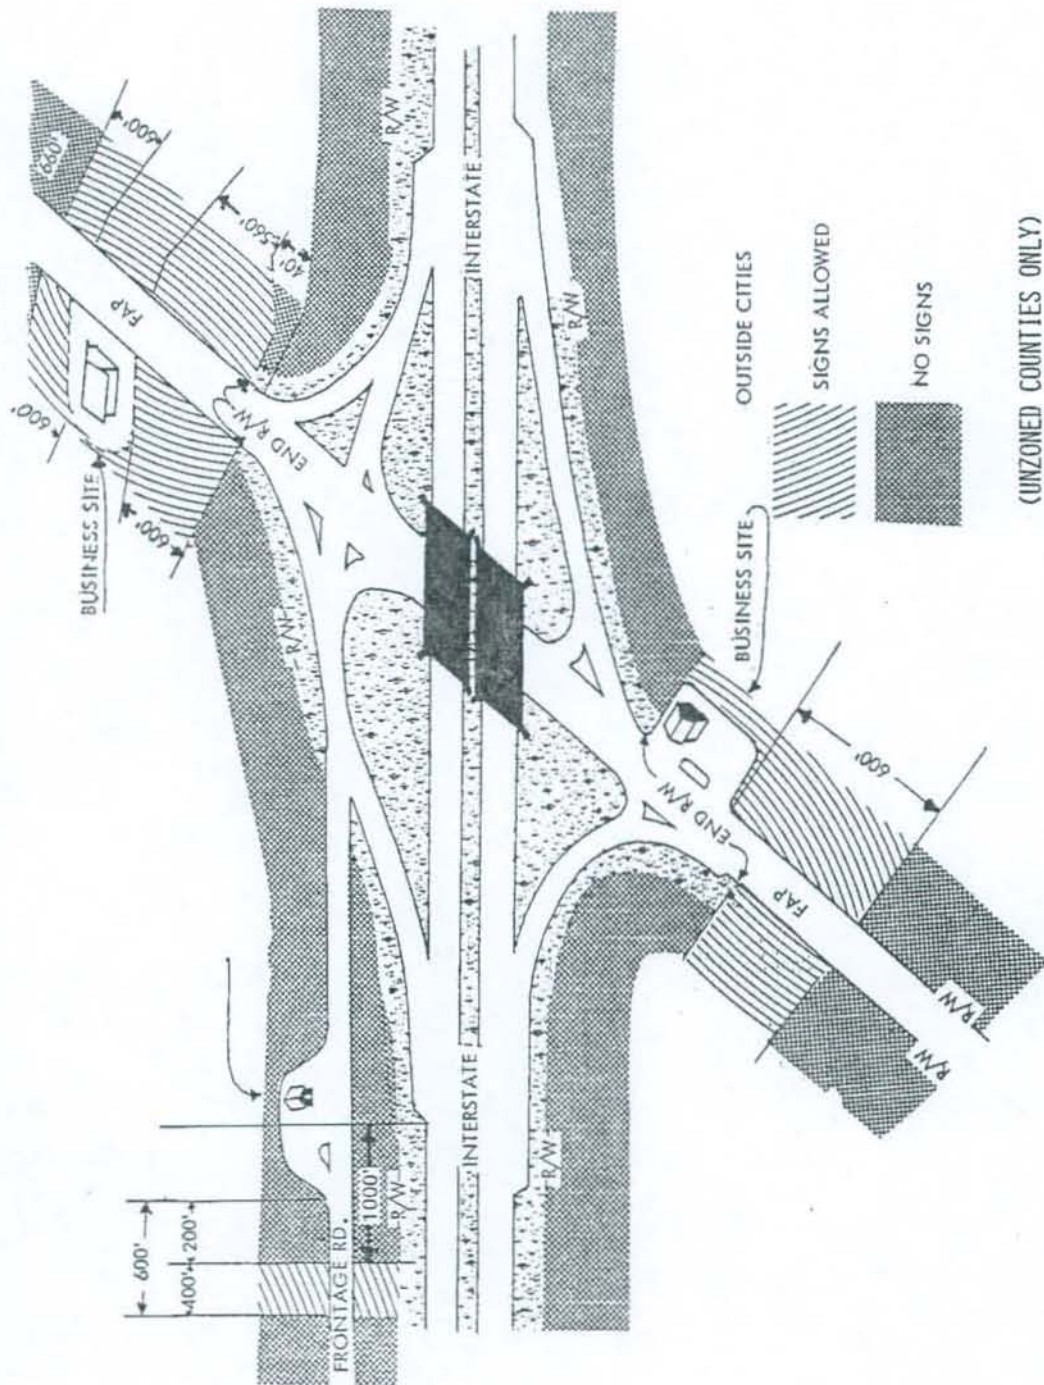 660'
600'
560'
40'
FAP
600'
BUSINESS SITE
600'
END R/W
R/W
R/W
INTERSTATE
R/W
OUTSIDE CITIES
SIGNS ALLOWED
NO SIGNS
(UNZONED COUNTIES ONLY)
BUSINESS SITE
600'
END R/W
FAP
R/W
R/W
INTERSTATE
R/W
R/W
1000'
600'
400' 200'
FRONTAGE RD.